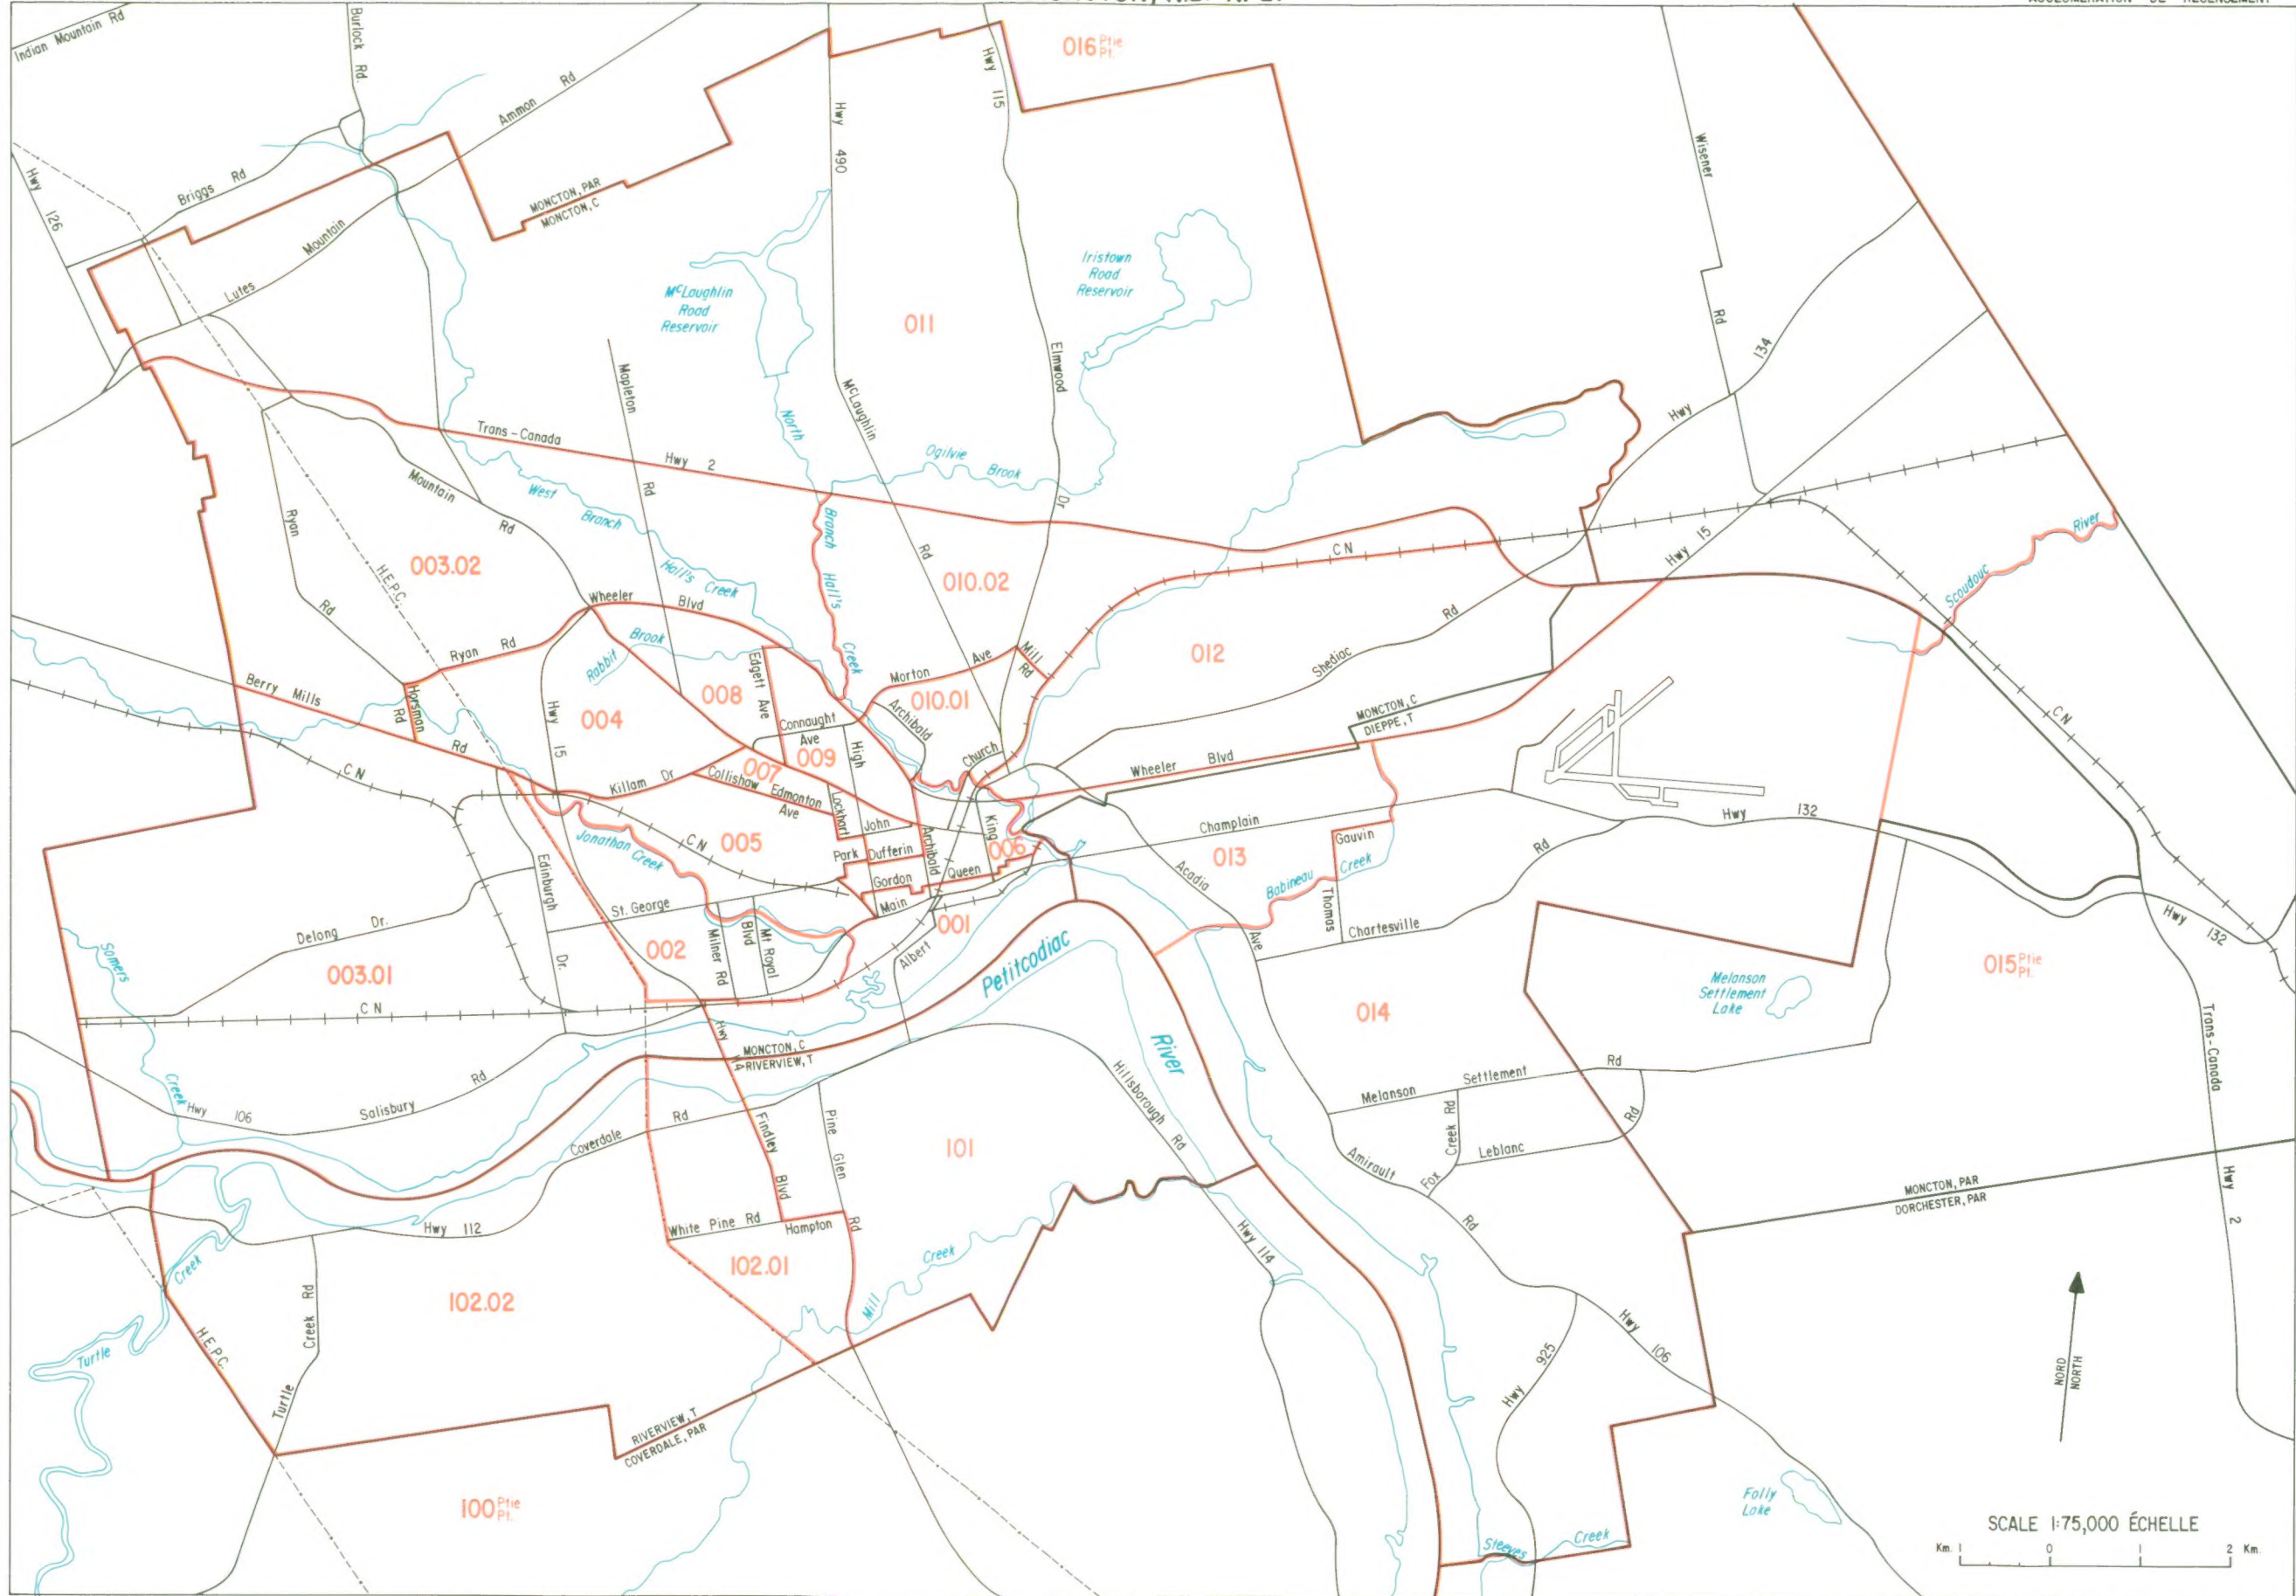 Indian Mountain Rd
Burlock Rd.
Ammon Rd
Hwy 490
Hwy 115
016 Ptie
Pt.
Wisener Rd
Hwy 126
Briggs Rd
MONCTON, PAR
MONCTON, C
Lutes Mountain
McLaughlin
Road
Reservoir
Iristown
Road
Reservoir
011
Hwy 134
Mapleton Rd
North Branch Hall's Creek
McLaughlin Rd
Elmwood Dr
Trans-Canada Hwy 2
Ogilvie Brook
Mountain Rd
West Branch Hall's Creek
Ryan Rd
H.E.P.C.
003.02
010.02
CN
Hwy 15
Scoudouc River
Wheeler Blvd
Rabbit Brook
Ryan Rd
Edgett Ave
Morton Ave
Mill Rd
012
Shediac Rd
Berry Mills Rd
Horsman Rd
Hwy 15
004
008
010.01
Archibald
Connaught Ave
009
High
Church
MONCTON, C
DIEPPE, T
CN
CN
Killam Dr
007
Collishaw
Edmonton Ave
Lockhart
Wheeler Blvd
Champlain
Hwy 132
John
King
006
005
CN
Jonathan Creek
Park
Dufferin
Archibald
Gordon
Queen
Main
013
Gauvin
Babineau Creek
Rd
Acadia Ave
Thomas
Chartesville
Edinburgh Dr.
St. George
002
Milner Rd
Mt Royal Blvd
Albert
001
Delong Dr.
003.01
CN
Somers Creek
Petitcodiac River
014
Melanson
Settlement
Lake
015 Ptie
Pt.
Hwy 132
Trans-Canada Hwy 2
Hwy 114
MONCTON, C
RIVERVIEW, T
Hwy 106
Salisbury Rd
Coverdale Rd
Findley Blvd
Pine Glen Rd
101
Hillsborough Rd
Melanson Settlement Rd
Fox Creek Rd
Leblanc Rd
Amirault Rd
MONCTON, PAR
DORCHESTER, PAR
Hwy 112
White Pine Rd
Hampton
Hwy 114
102.01
Mill Creek
102.02
Turtle Creek Rd
H.E.P.C.
Turtle Creek
Hwy 925
Hwy 106
NORD
NORTH
RIVERVIEW, T
COVERDALE, PAR
100 Ptie
Pt.
Folly
Lake
Steeves Creek
SCALE 1:75,000 ÉCHELLE
Km. 1 0 1 2 Km.